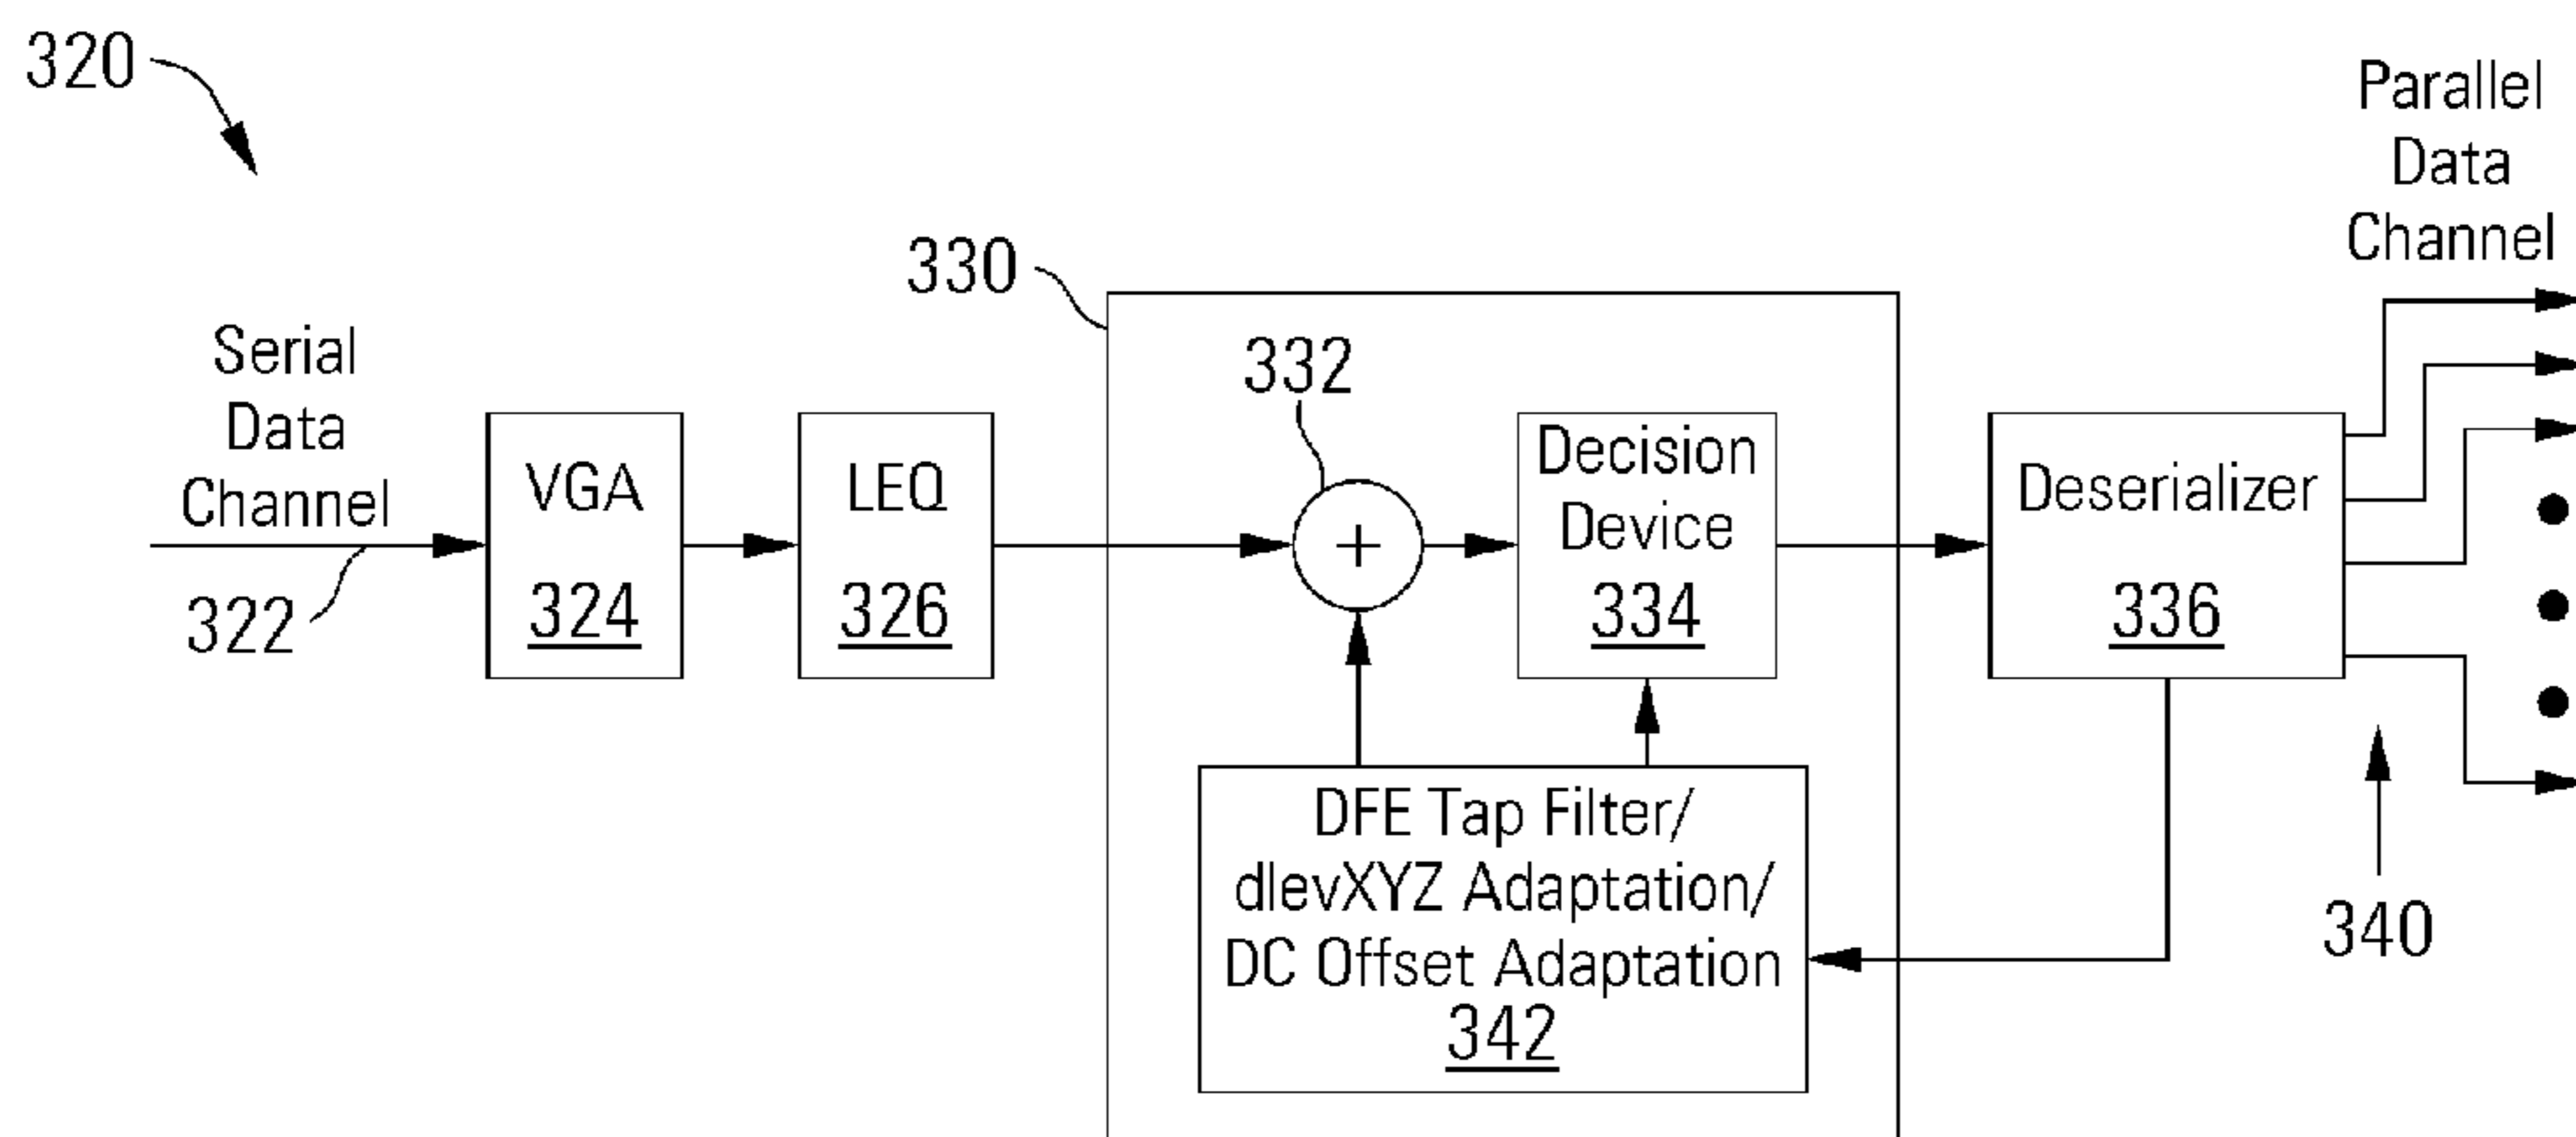 320
Parallel
Data
Channel
330
Serial
Data
Channel
322
VGA
324
LEQ
326
332
+
Decision
Device
334
Deserializer
336
DFE Tap Filter/
dlevXYZ Adaptation/
DC Offset Adaptation
342
340